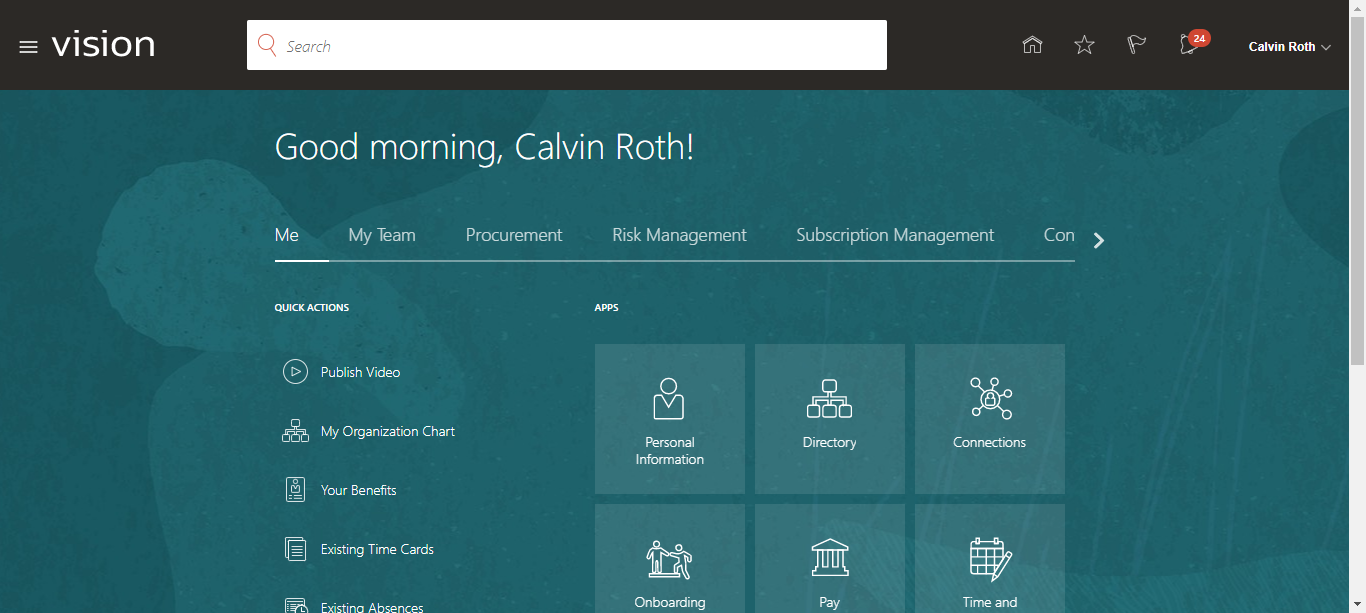 vision
Search
24
Calvin Roth
Good morning, Calvin Roth!
Me
My Team
Procurement
Risk Management
Subscription Management
Con
QUICK ACTIONS
APPS
Publish Video
My Organization Chart
Your Benefits
Existing Time Cards
Existing Absences
Personal
Information
Directory
Connections
Onboarding
Pay
Time and